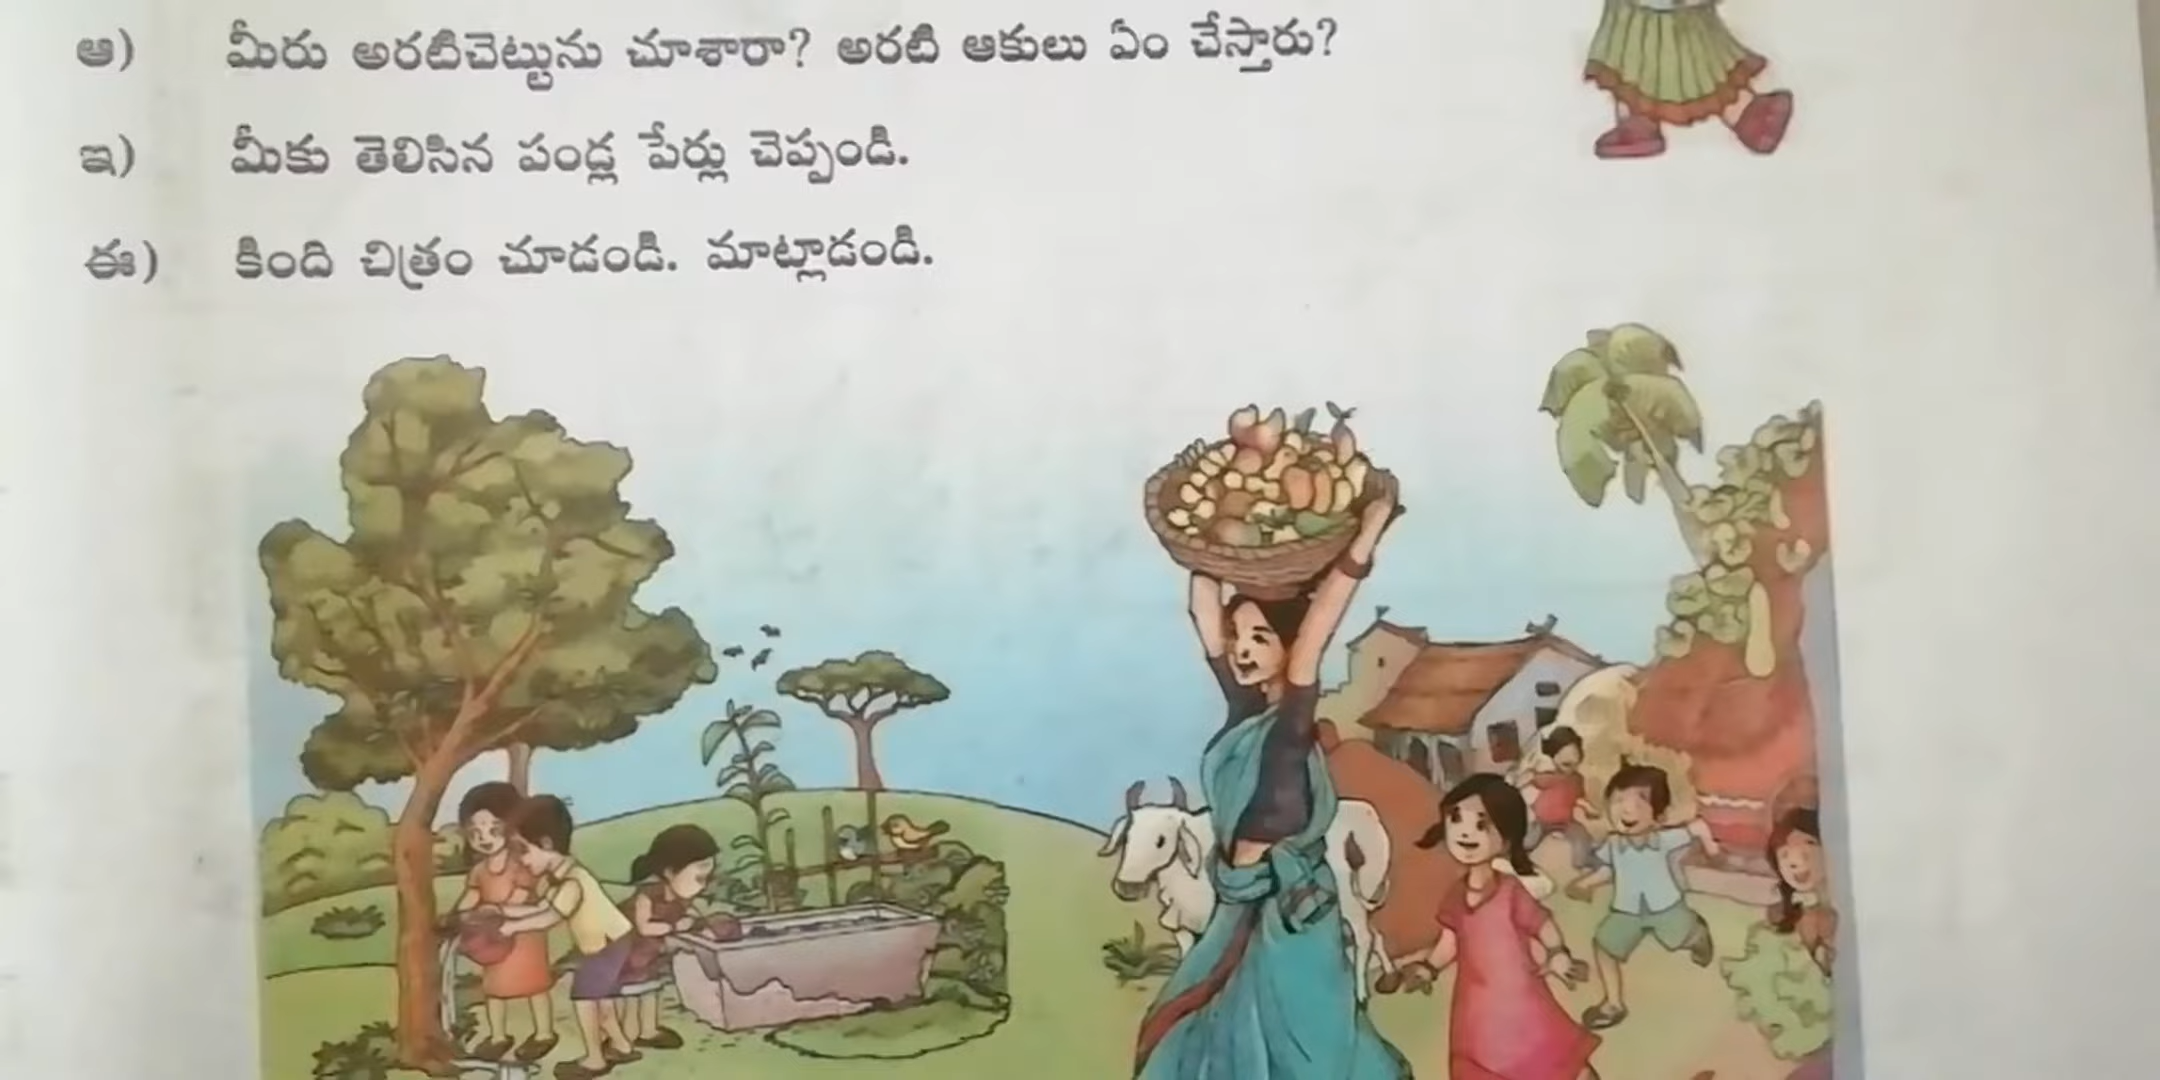 ఆ) మీరు అరటిచెట్టును చూశారా? అరటి ఆకులు ఏం చేస్తారు?
ఇ) మీకు తెలిసిన పండ్ల పేర్లు చెప్పండి.
ఈ) కింది చిత్రం చూడండి. మాట్లాడండి.